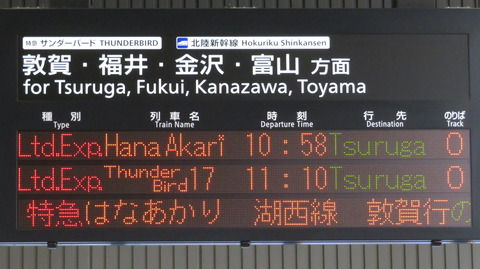 特急 サンダーバード THUNDERBIRD 北陸新幹線 Hokuriku Shinkansen
敦賀・福井・金沢・富山 方面
for Tsuruga, Fukui, Kanazawa, Toyama
種別 列車名 時刻 行先 のりば
Type Train Name Departure Time Destination Track
Ltd.Exp. Hana Akari 10:58 Tsuruga 0
Ltd.Exp. Thunder Bird 17 11:10 Tsuruga 0
特急 はなあかり 湖西線 敦賀行の